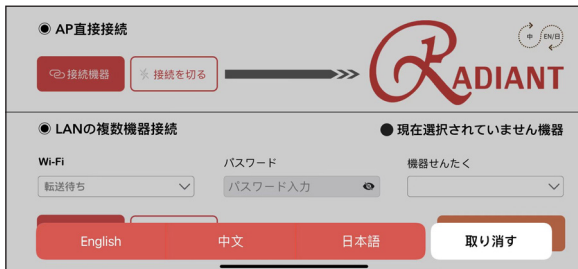 ◉ AP直接接続
中 EN/日
接続機器 接続を切る
RADIANT
◉ LANの複数機器接続 ● 現在選択されていません機器
Wi-Fi パスワード 機器せんたく
転送待ち パスワード入力
English 中文 日本語 取り消す